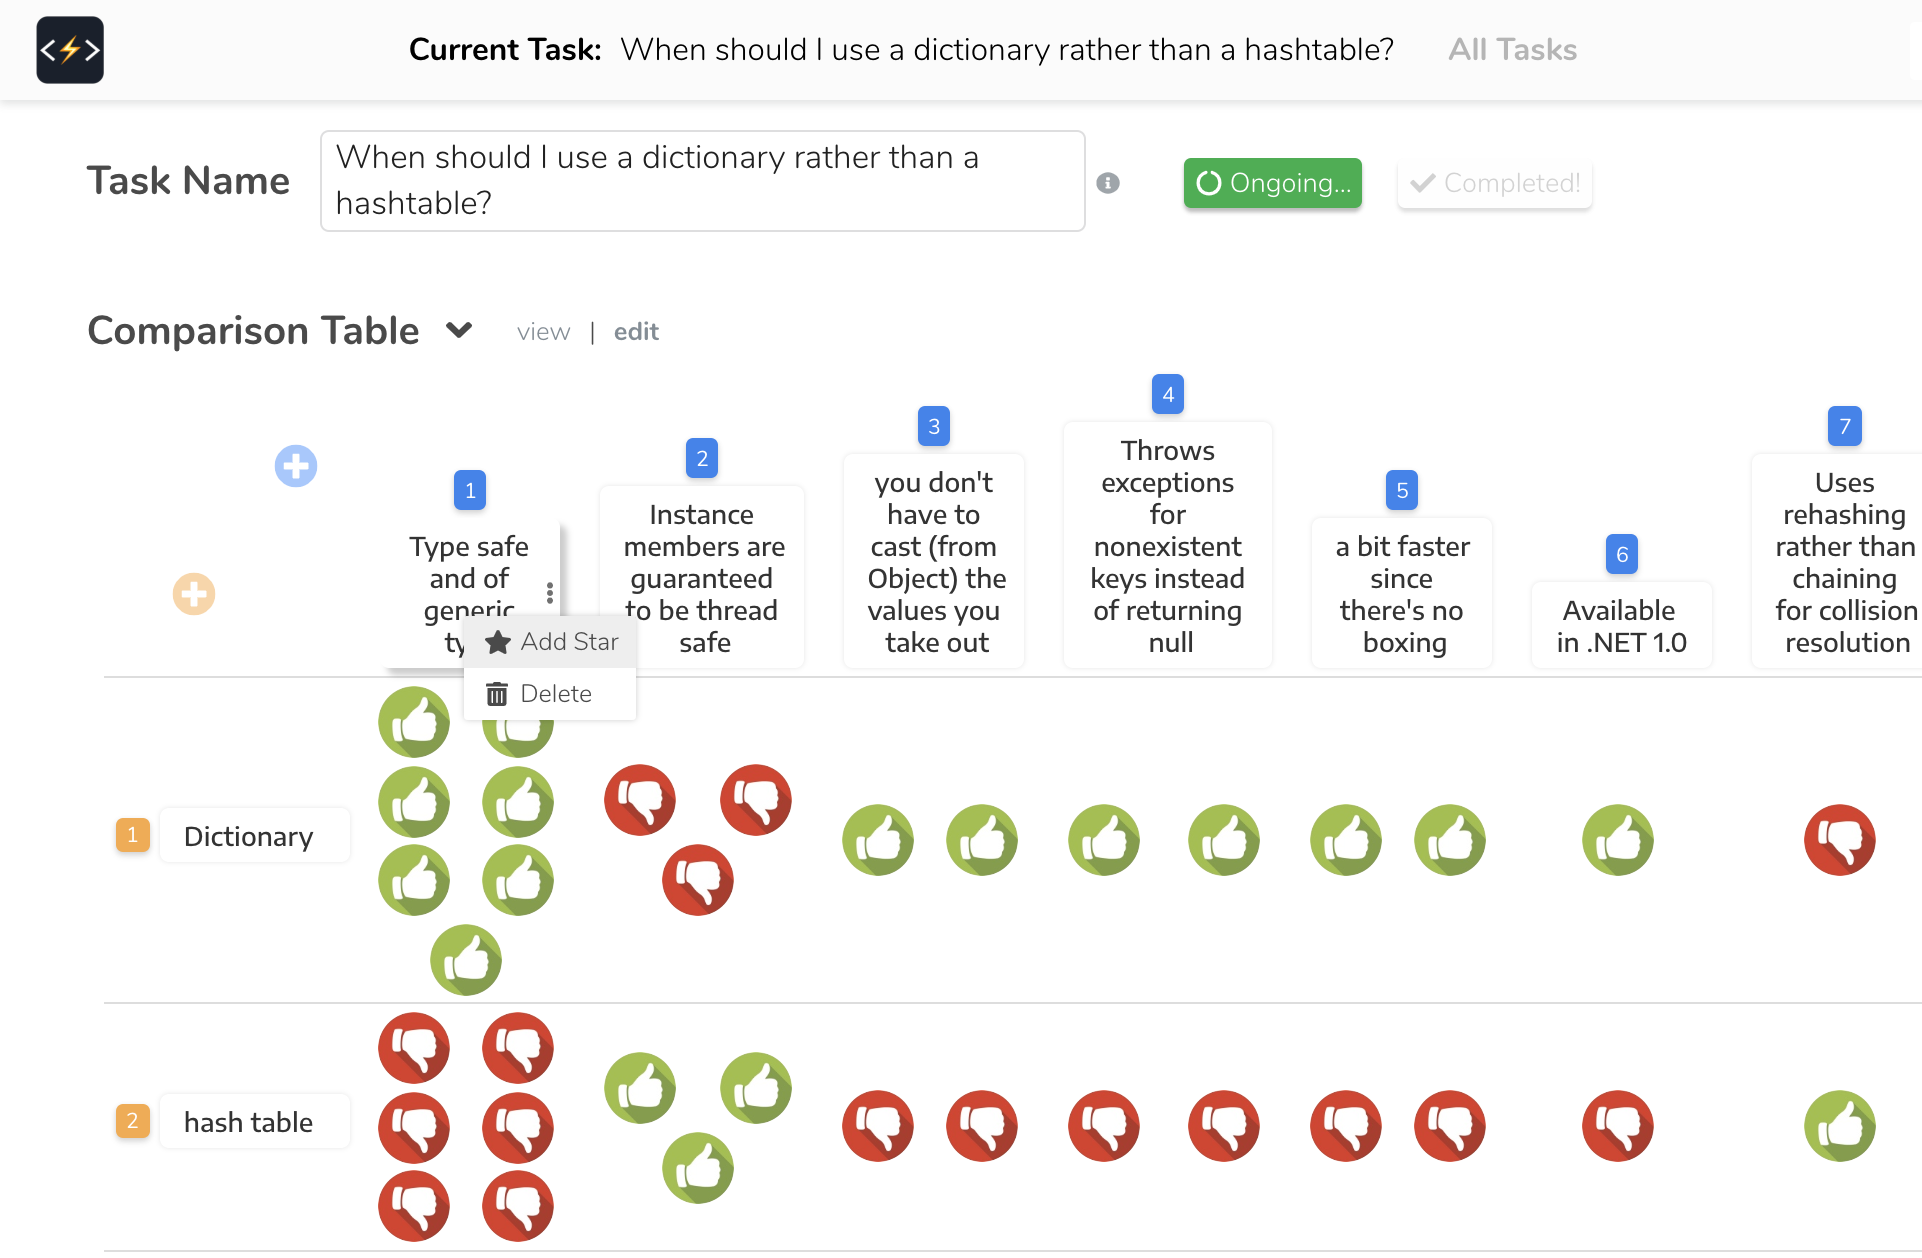 Current Task: When should I use a dictionary rather than a hashtable? All Tasks
Task Name
When should I use a dictionary rather than a
hashtable?
Ongoing...
Completed!
Comparison Table
view | edit
1
Type safe
and of
generic
2
Instance
members are
guaranteed
to be thread
safe
3
you don't
have to
cast (from
Object) the
values you
take out
4
Throws
exceptions
for
nonexistent
keys instead
of returning
null
5
a bit faster
since
there's no
boxing
6
Available
in .NET 1.0
7
Uses
rehashing
rather than
chaining
for collision
resolution
Add Star
Delete
1 Dictionary
2 hash table